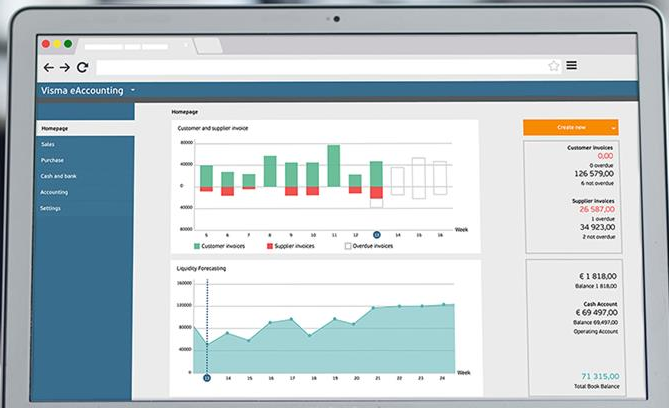 Visma eAccounting
Homepage
Sales
Purchase
Cash and bank
Accounting
Settings
Homepage
Customer and supplier invoice
80000
40000
0
40000
80000
5 6 7 8 9 10 11 12 13 14 15 16 Week
Customer invoices Supplier invoices Overdue invoices
Liquidity Forecasting
160000
120000
80000
40000
0
13 14 15 16 17 18 19 20 21 22 23 24 Week
Create new
Customer invoices
0,00
0 overdue
126 579,00
6 not overdue
Supplier invoices
26 587,00
1 overdue
34 923,00
2 not overdue
€ 1 818,00
Balance 1 818,00
Cash Account
€ 69 497,00
Balance 69,497,00
Operating Account
71 315,00
Total Book Balance